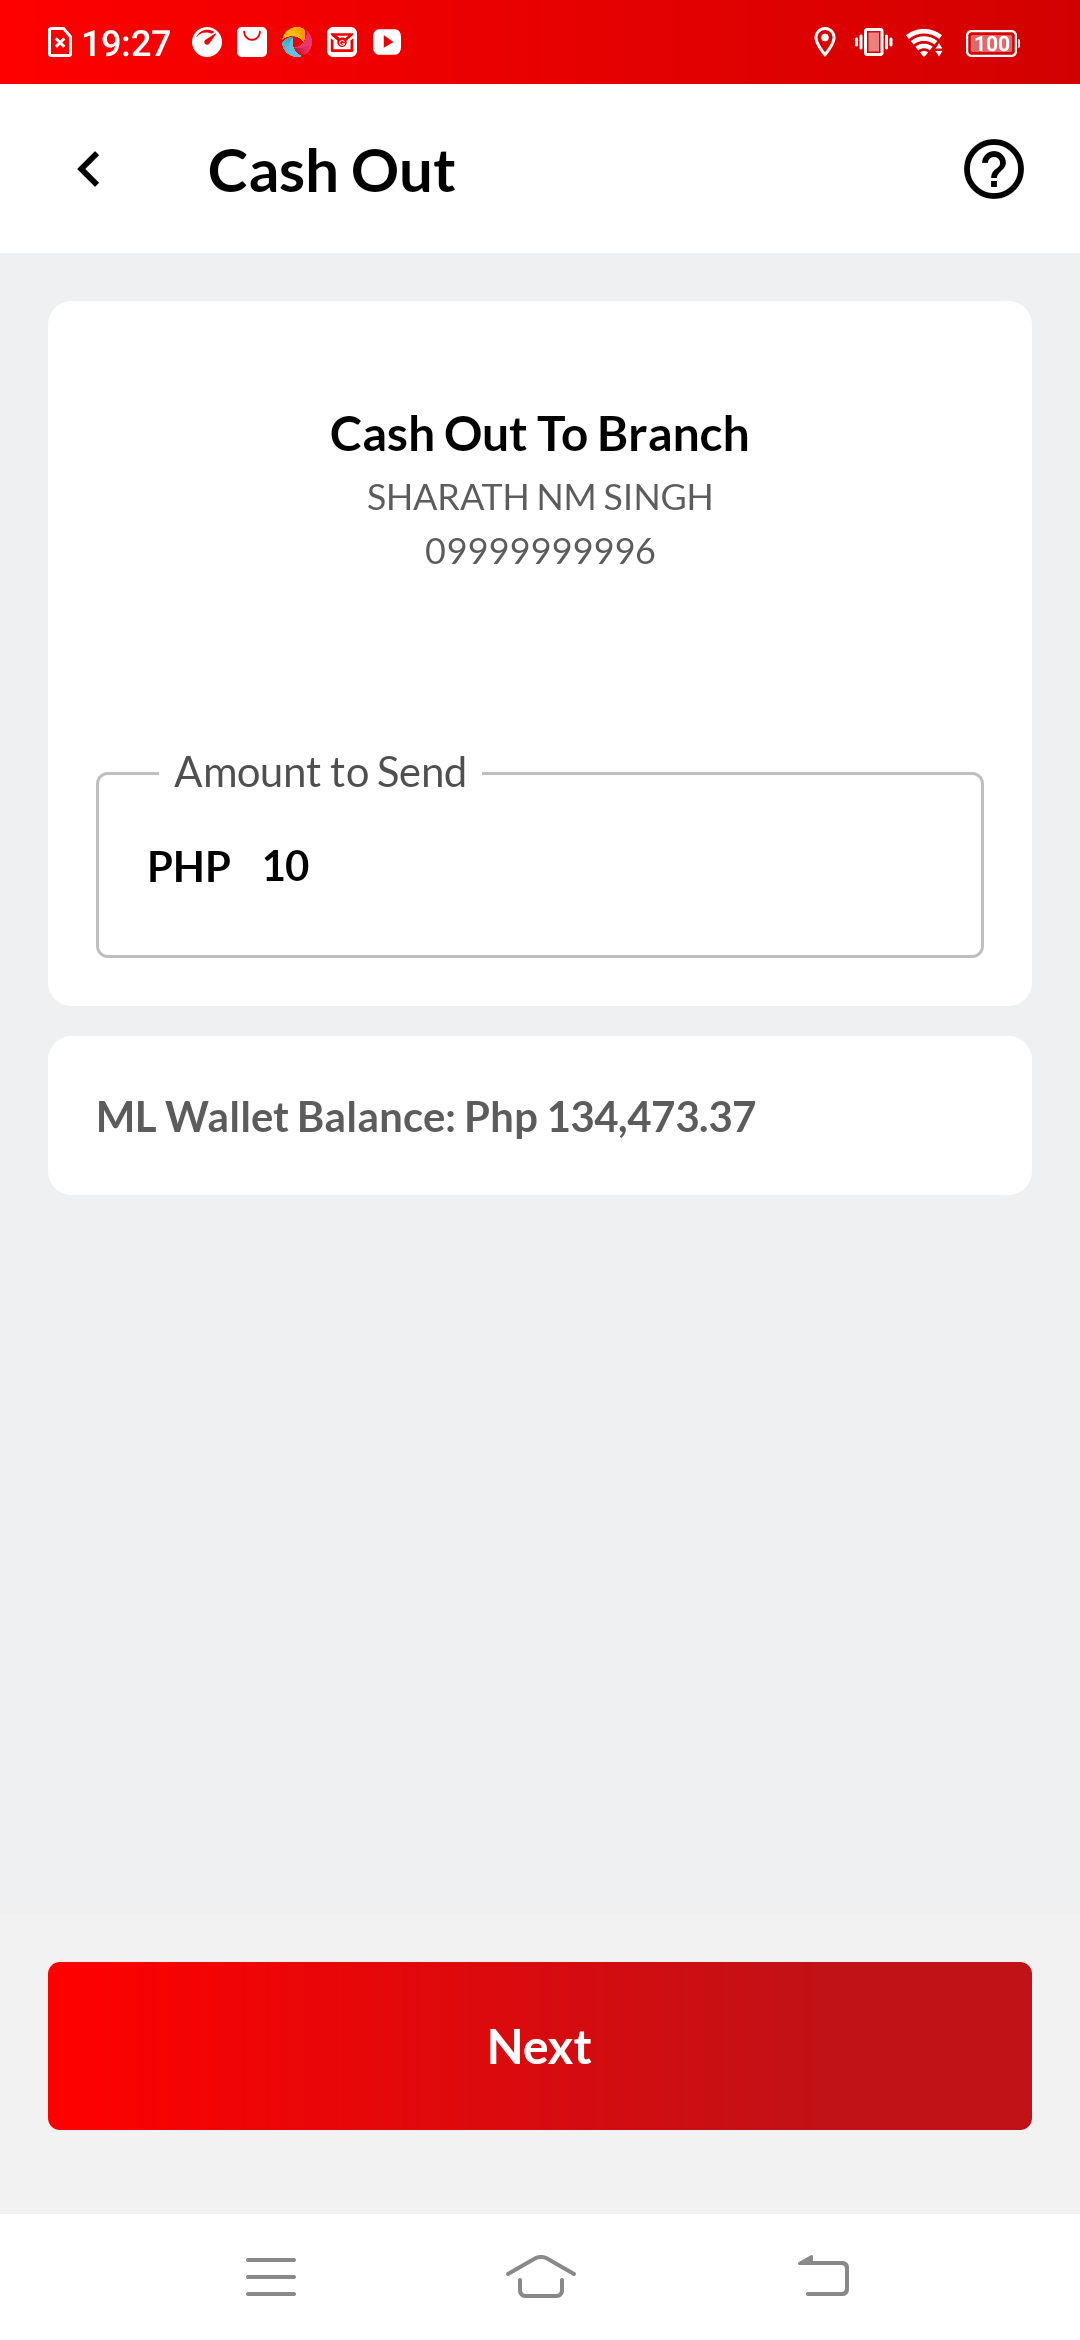 19:27
100
Cash Out
Cash Out To Branch
SHARATH NM SINGH
09999999996
Amount to Send
PHP 10
ML Wallet Balance: Php 134,473.37
Next